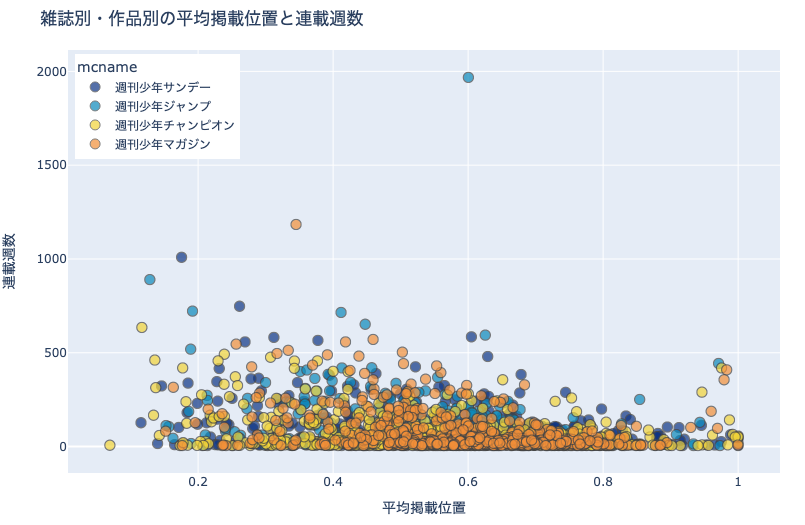 雑誌別・作品別の平均掲載位置と連載週数
mcname
週刊少年サンデー
週刊少年ジャンプ
週刊少年チャンピオン
週刊少年マガジン
連載週数
2000
1500
1000
500
0
0.2
0.4
0.6
0.8
1
平均掲載位置